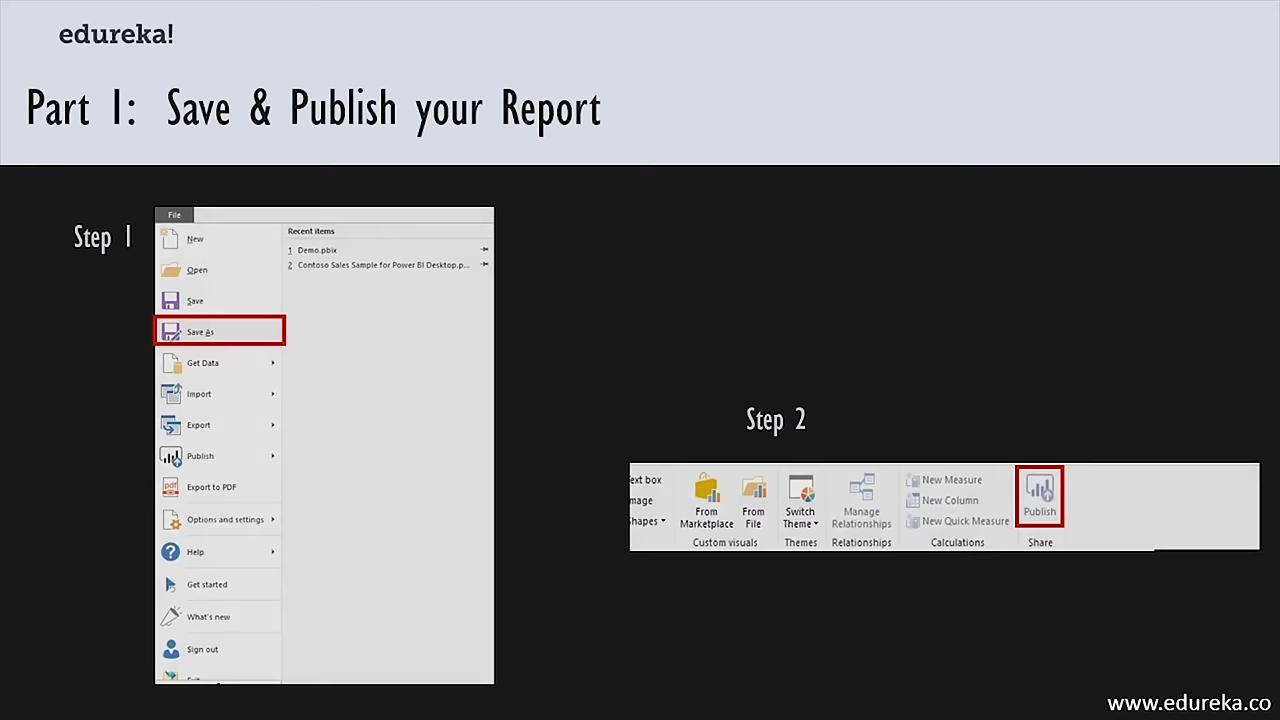 edureka!
Part 1: Save & Publish your Report
Step 1
File
New
Open
Save
Save As
Get Data
Import
Export
Publish
Export to PDF
Options and settings
Help
Get started
What's new
Sign out
Recent items
1 Demo.pbix
2 Contoso Sales Sample for Power BI Desktop.p...
Step 2
ext box
mage
Shapes
From Marketplace
From File
Custom visuals
Switch Theme
Themes
Manage Relationships
Relationships
New Measure
New Column
New Quick Measure
Calculations
Publish
Share
www.edureka.co